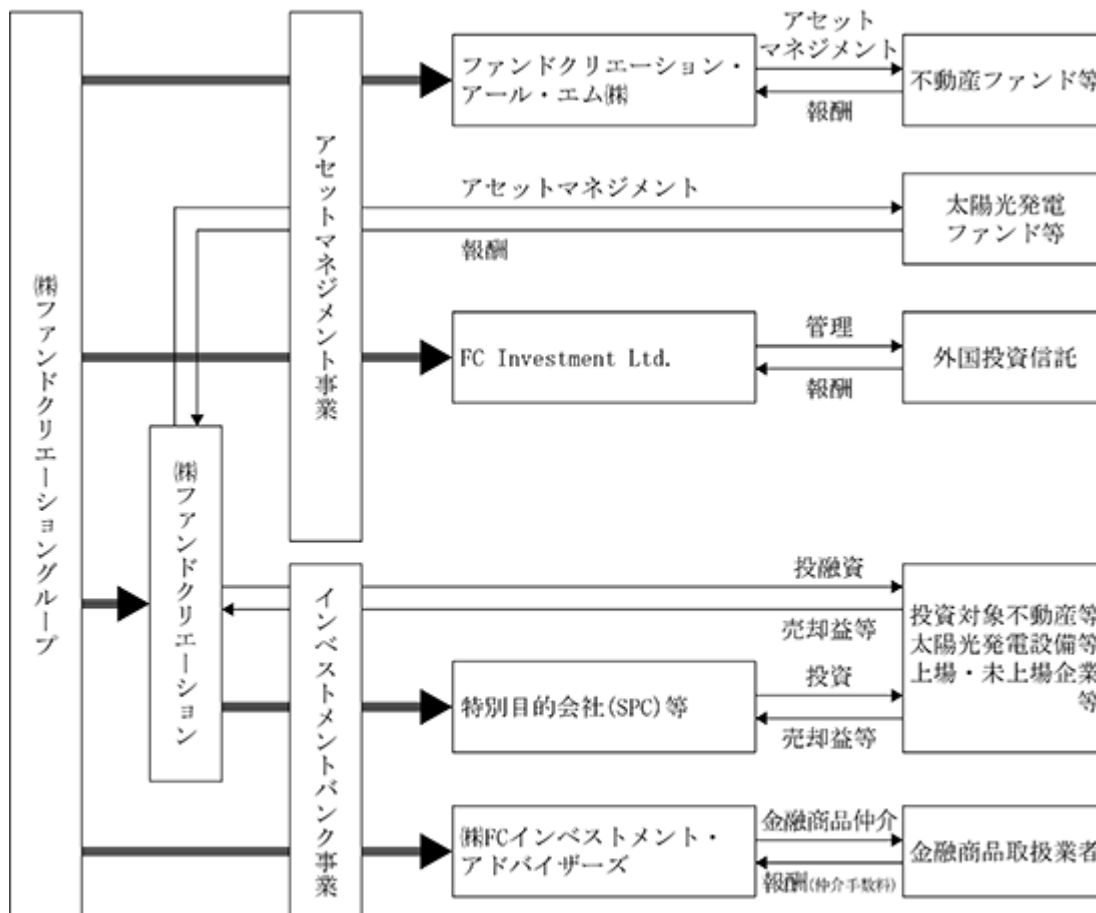 ㈱ファンドクリエーショングループ
㈱ファンドクリエーション
アセットマネジメント事業
ファンドクリエーション・
アール・エム㈱
アセット
マネジメント
報酬
不動産ファンド等
アセットマネジメント
報酬
太陽光発電
ファンド等
FC Investment Ltd.
管理
報酬
外国投資信託
インベストメントバンク事業
投融資
売却益等
投資対象不動産等
太陽光発電設備等
上場・未上場企業
等
特別目的会社(SPC)等
投資
売却益等
㈱FCインベストメント・
アドバイザーズ
金融商品仲介
報酬(仲介手数料)
金融商品取扱業者